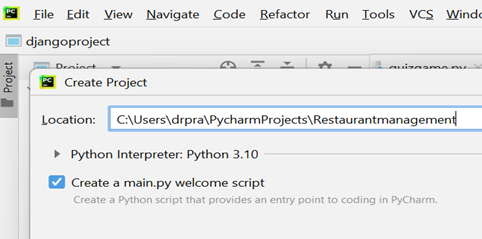 PC File Edit View Navigate Code Refactor Run Tools VCS Windo
djangoproject
Project Project quizgame.py
PC Create Project
Location: C:\Users\drpra\PycharmProjects\Restaurantmanagement
Python Interpreter: Python 3.10
Create a main.py welcome script
Create a Python script that provides an entry point to coding in PyCharm.